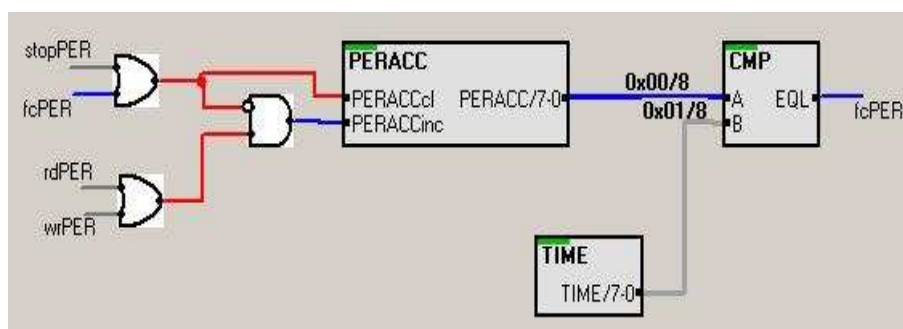 stopPER
fcPER
rdPER
wrPER
PERACC
PERACCcl PERACC/7-0
PERACCinc
0x00/8
0x01/8
CMP
A EQL
B
fcPER
TIME
TIME/7-0